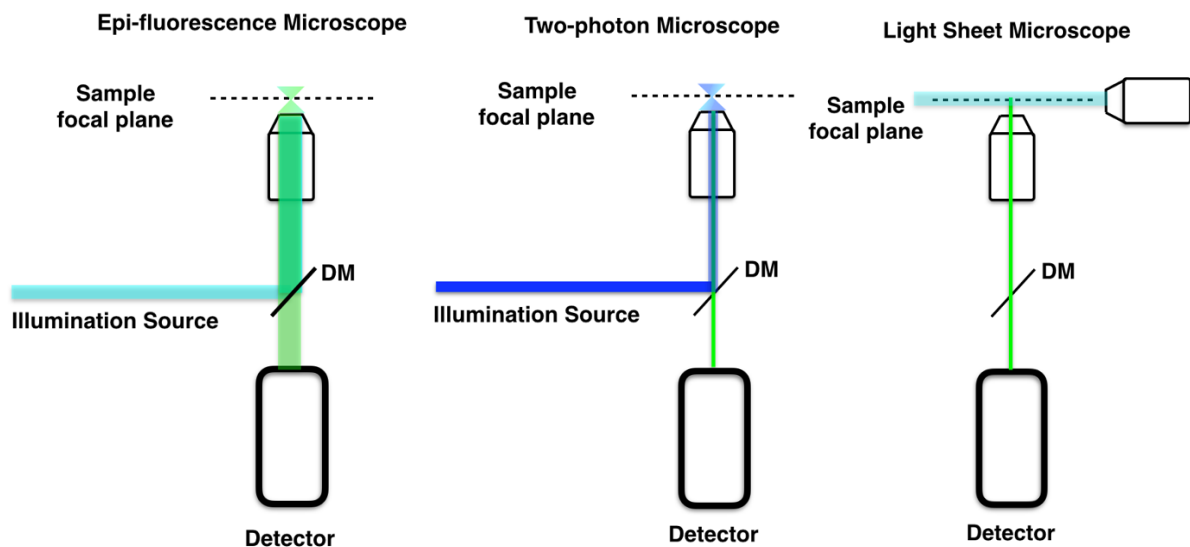 Epi-fluorescence Microscope
Sample
focal plane
DM
Illumination Source
Detector
Two-photon Microscope
Sample
focal plane
DM
Illumination Source
Detector
Light Sheet Microscope
Sample
focal plane
DM
Detector